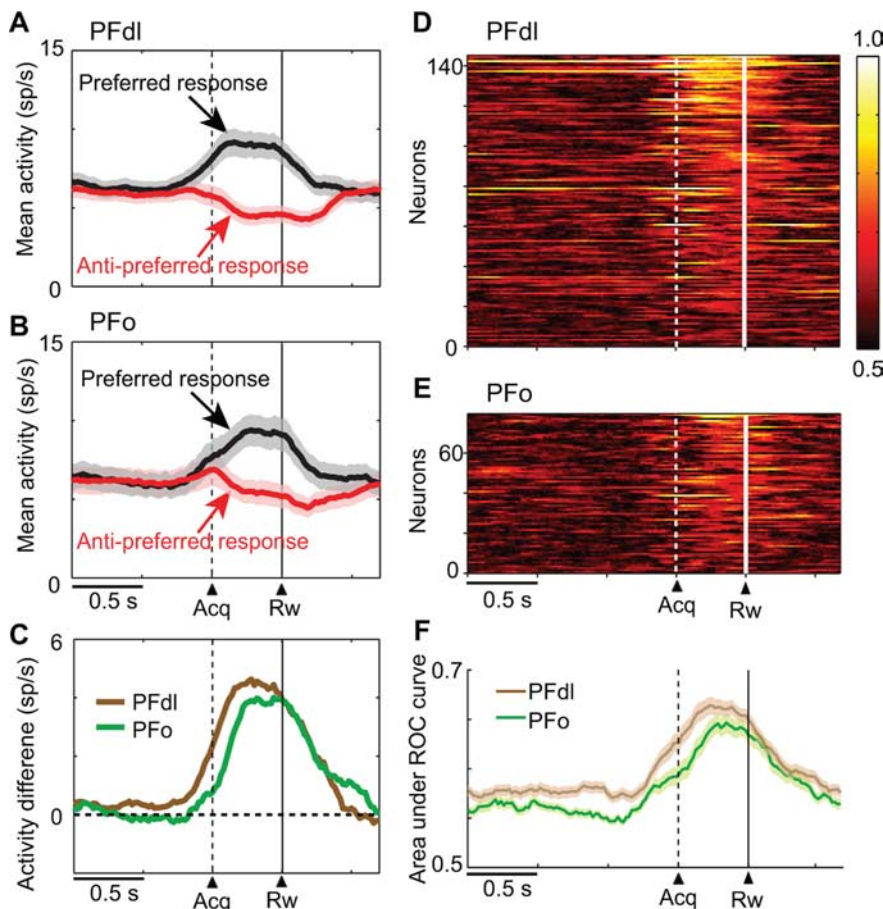 A PFdl
15
Mean activity (sp/s)
Preferred response
Anti-preferred response
0
B PFo
15
Mean activity (sp/s)
Preferred response
Anti-preferred response
0
0.5 s
Acq
Rw
C
6
Activity differene (sp/s)
PFdl
PFo
0
0.5 s
Acq
Rw
D PFdl
140
Neurons
0
1.0
0.5
E PFo
60
Neurons
0
0.5 s
Acq
Rw
F
0.7
Area under ROC curve
PFdl
PFo
0.5
0.5 s
Acq
Rw